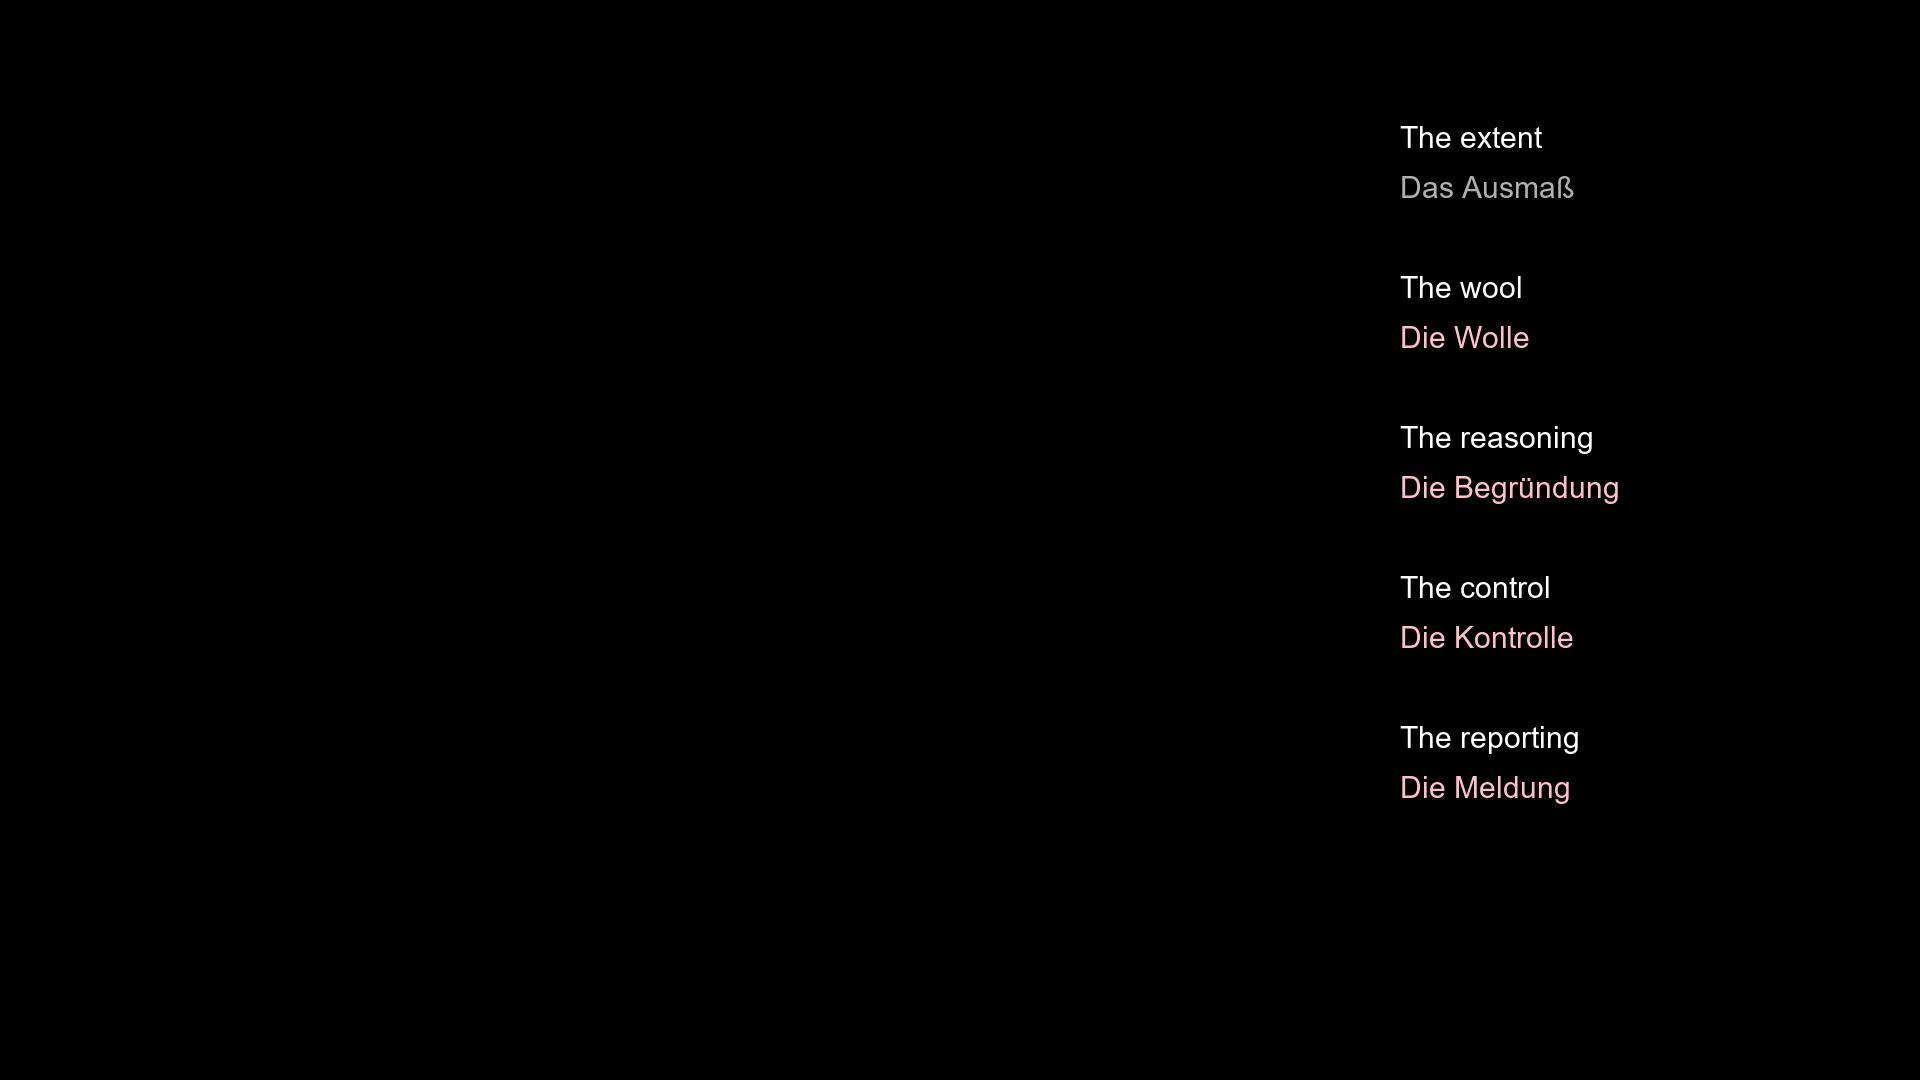 The extent
Das Ausmaß
The wool
Die Wolle
The reasoning
Die Begründung
The control
Die Kontrolle
The reporting
Die Meldung